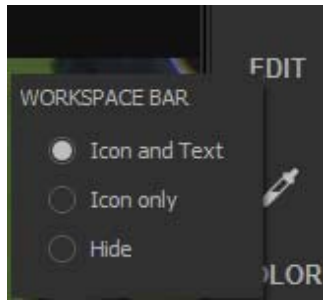 EDIT
WORKSPACE BAR
Icon and Text
Icon only
Hide